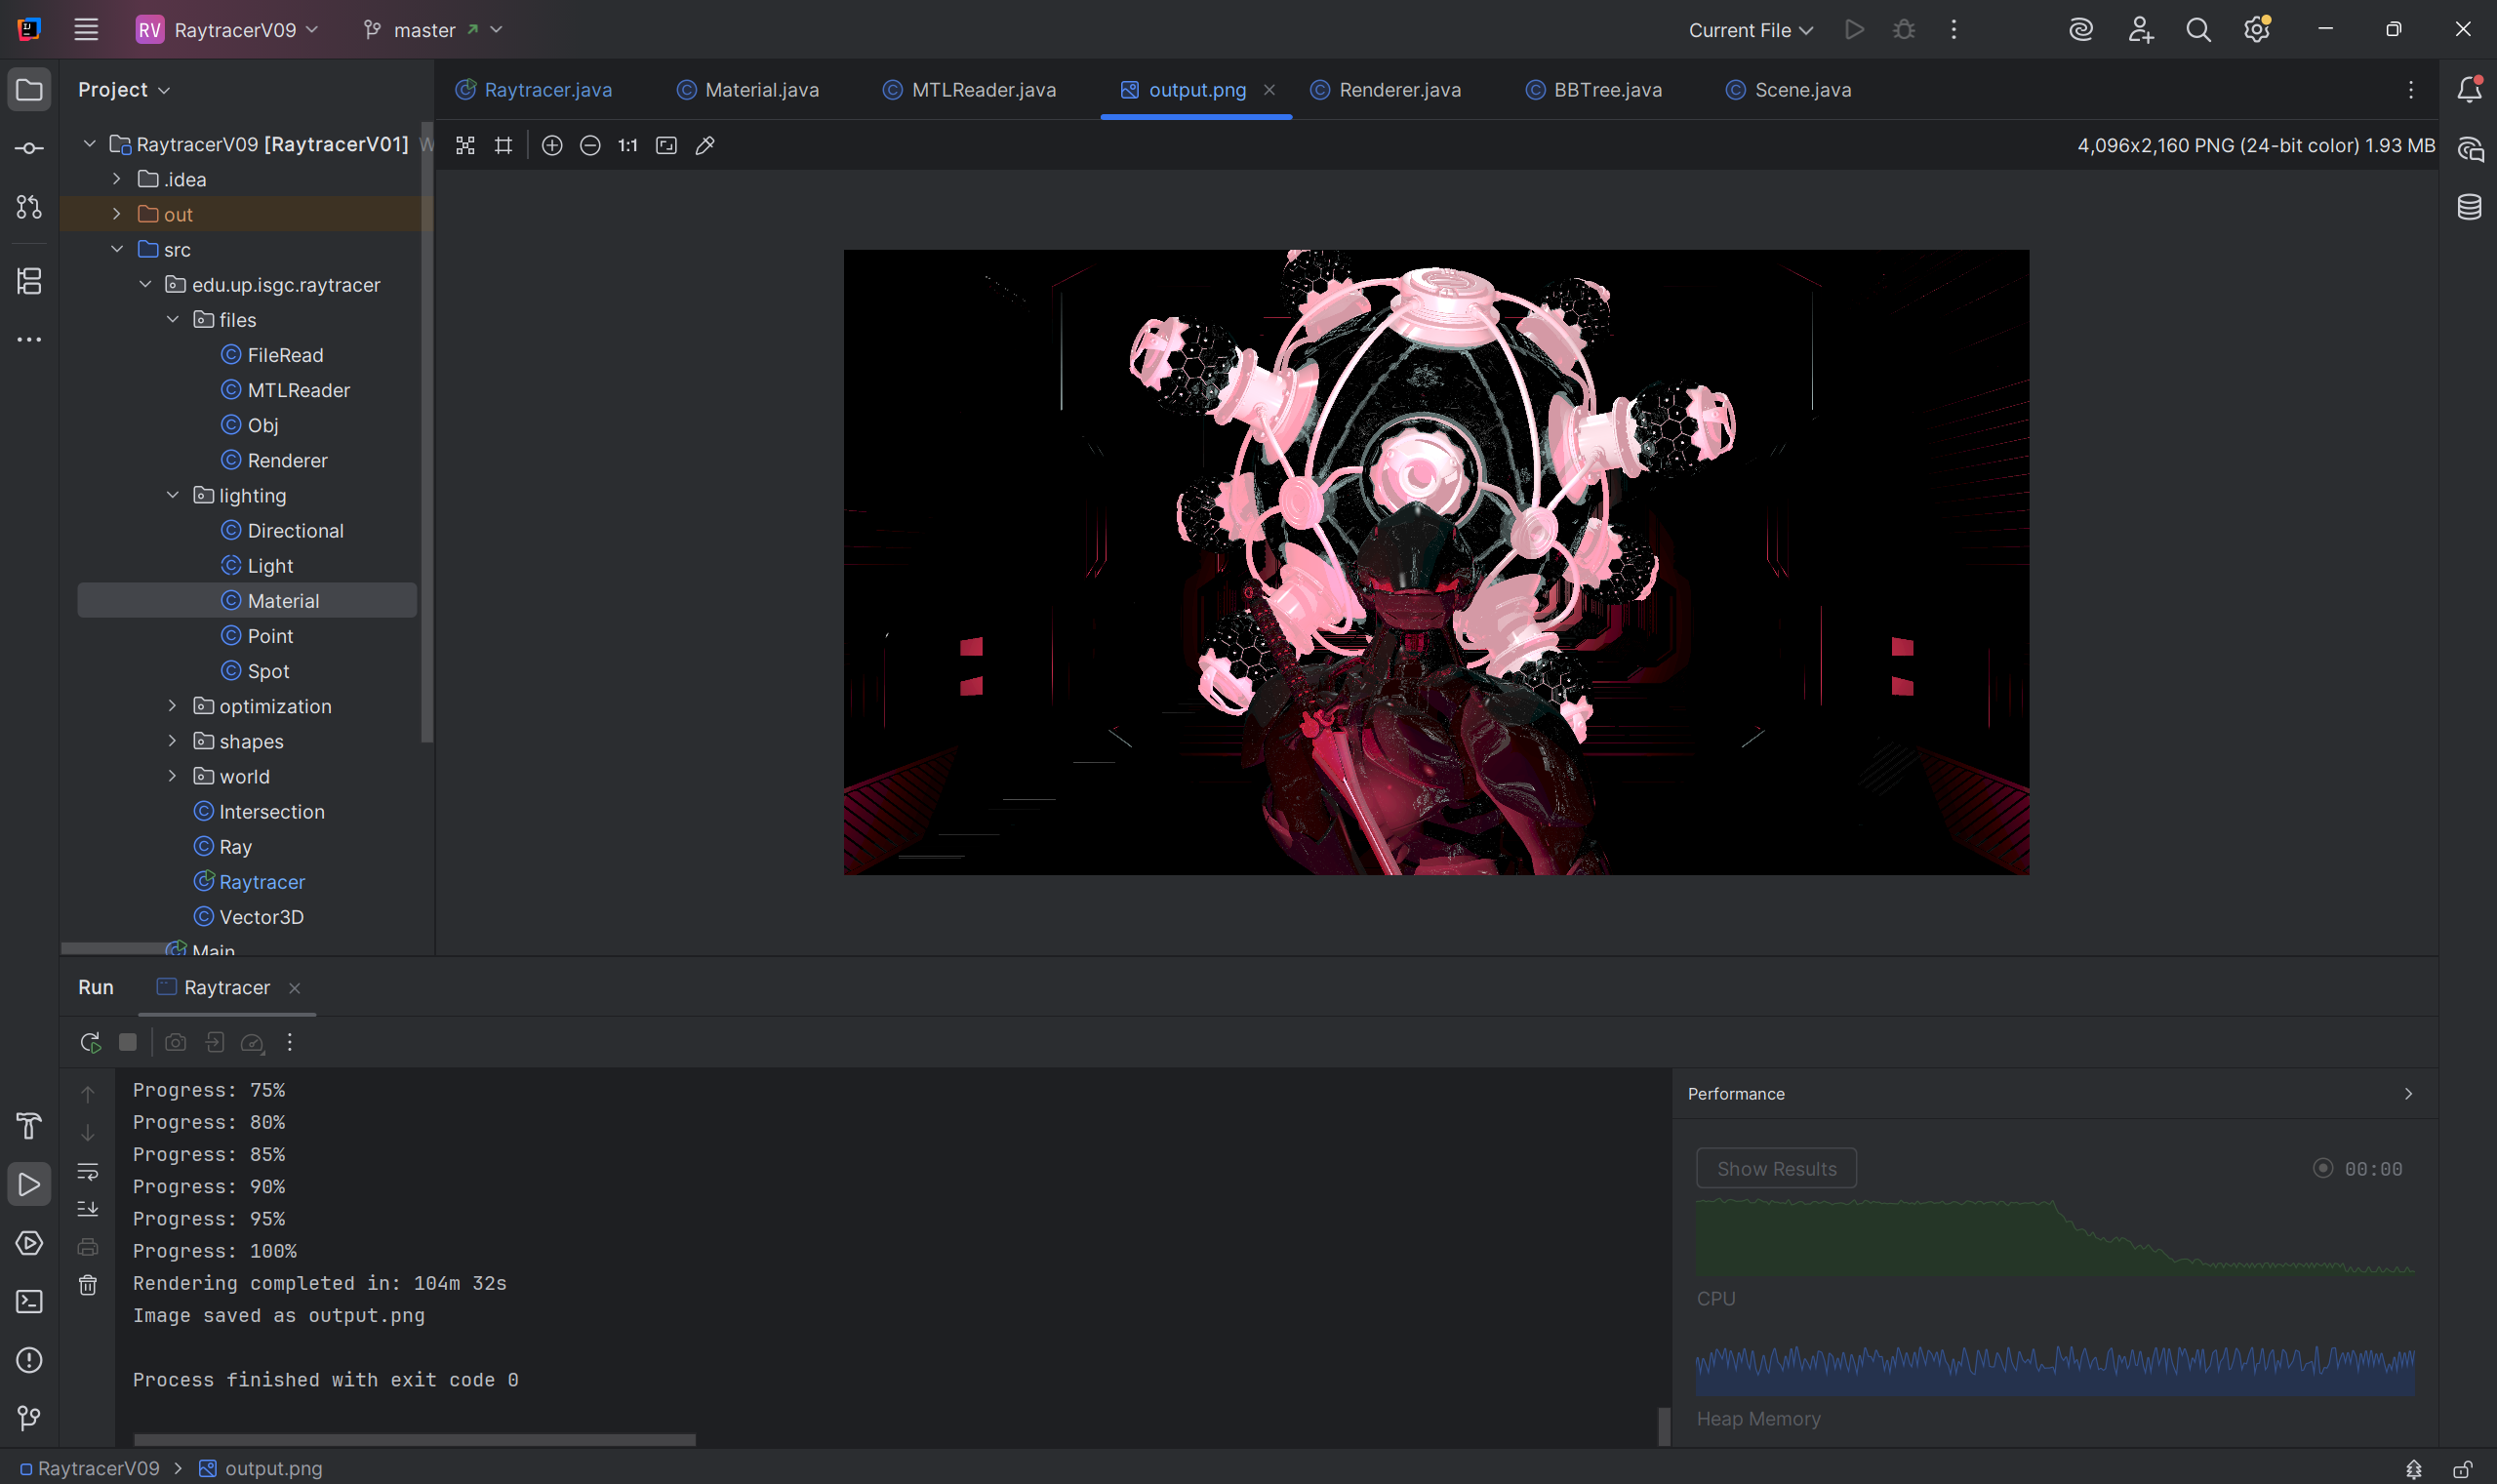 RV RaytracerV09 master Current File
Project
Raytracer.java Material.java MTLReader.java output.png Renderer.java BBTree.java Scene.java
1:1 4,096x2,160 PNG (24-bit color) 1.93 MB
RaytracerV09 [RaytracerV01] W
.idea
out
src
edu.up.isgc.raytracer
files
FileRead
MTLReader
Obj
Renderer
lighting
Directional
Light
Material
Point
Spot
optimization
shapes
world
Intersection
Ray
Raytracer
Vector3D
Main
Run Raytracer
Progress: 75%
Progress: 80%
Progress: 85%
Progress: 90%
Progress: 95%
Progress: 100%
Rendering completed in: 104m 32s
Image saved as output.png
Process finished with exit code 0
Performance
Show Results 00:00
CPU
Heap Memory
RaytracerV09 output.png